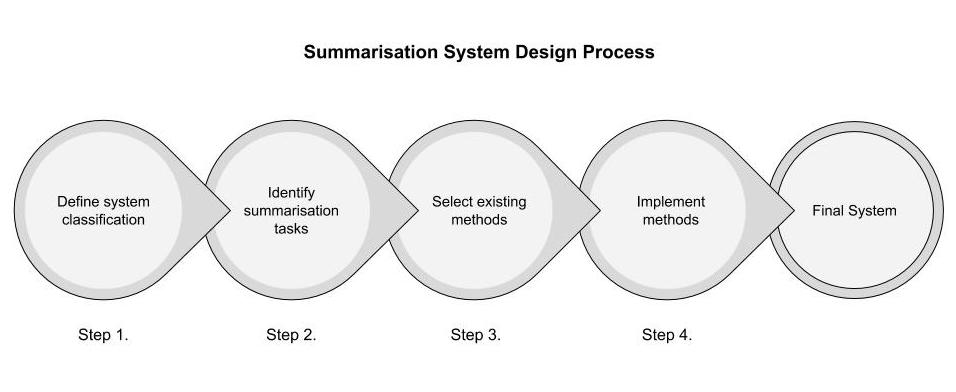 Summarisation System Design Process
Define system
classification
Identify
summarisation
tasks
Select existing
methods
Implement
methods
Final System
Step 1.
Step 2.
Step 3.
Step 4.